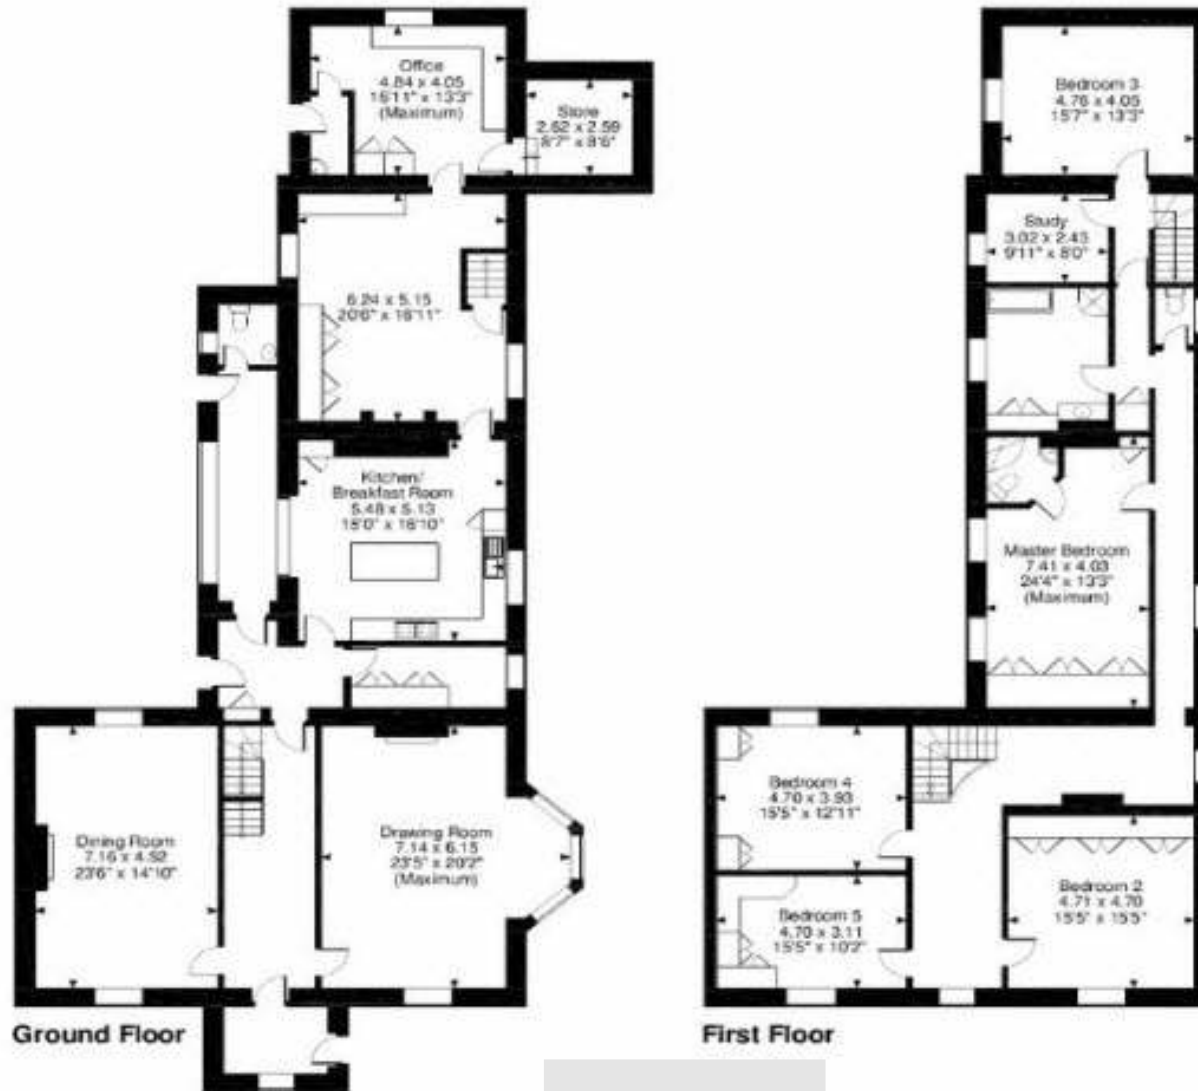 Office
4.84 x 4.05
16'11" x 13'3"
(Maximum)
Store
2.62 x 2.59
8'7" x 8'6"
6.24 x 5.15
20'6" x 16'11"
Kitchen/
Breakfast Room
5.48 x 5.13
18'0" x 16'10"
Dining Room
7.16 x 4.52
23'6" x 14'10"
Drawing Room
7.14 x 6.15
23'5" x 20'2"
(Maximum)
Ground Floor
Bedroom 3
4.76 x 4.05
15'7" x 13'3"
Study
3.02 x 2.43
9'11" x 8'0"
Master Bedroom
7.41 x 4.03
24'4" x 13'3"
(Maximum)
Bedroom 4
4.70 x 3.93
15'5" x 12'11"
Bedroom 5
4.70 x 3.11
15'5" x 10'2"
Bedroom 2
4.71 x 4.70
15'5" x 15'5"
First Floor